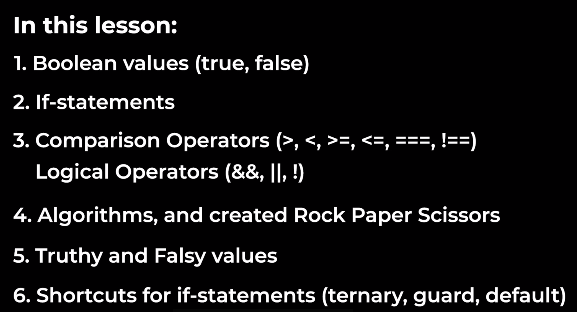 In this lesson:
1. Boolean values (true, false)
2. If-statements
3. Comparison Operators (>, <, >=, <=, ===, !==)
Logical Operators (&&, ||, !)
4. Algorithms, and created Rock Paper Scissors
5. Truthy and Falsy values
6. Shortcuts for if-statements (ternary, guard, default)